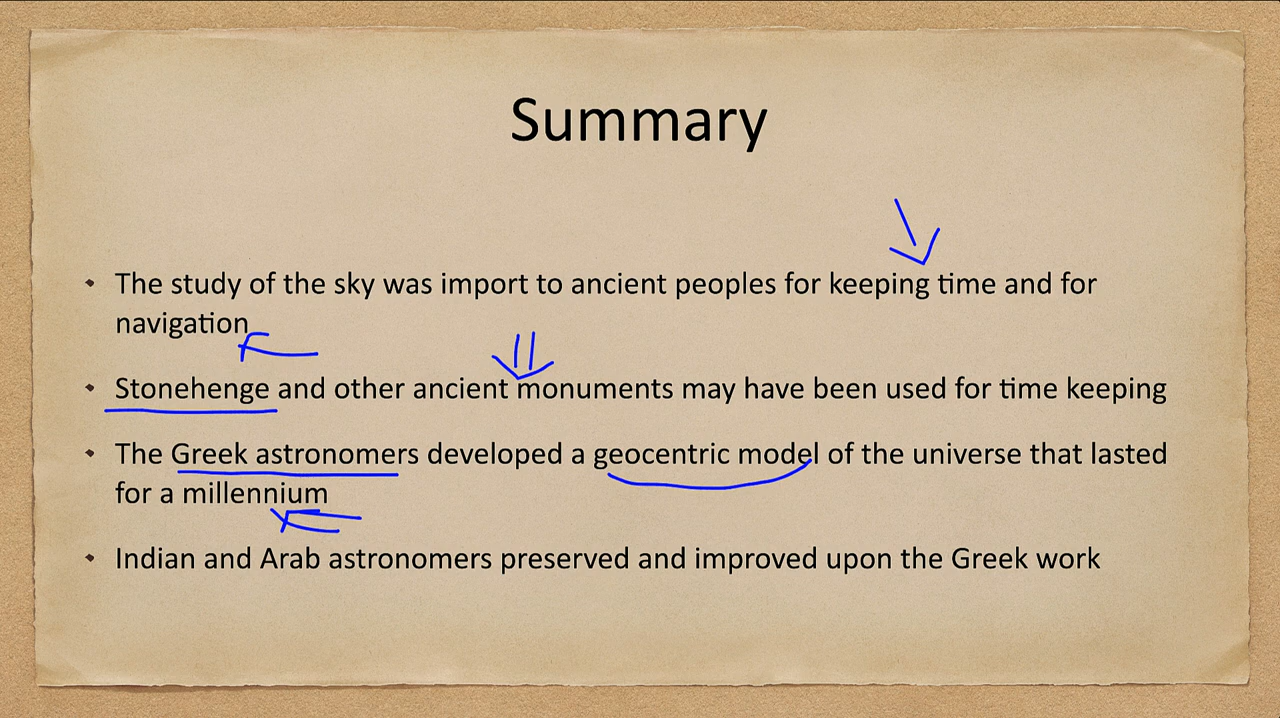 Summary
• The study of the sky was import to ancient peoples for keeping time and for
navigation
• Stonehenge and other ancient monuments may have been used for time keeping
• The Greek astronomers developed a geocentric model of the universe that lasted
for a millennium
• Indian and Arab astronomers preserved and improved upon the Greek work